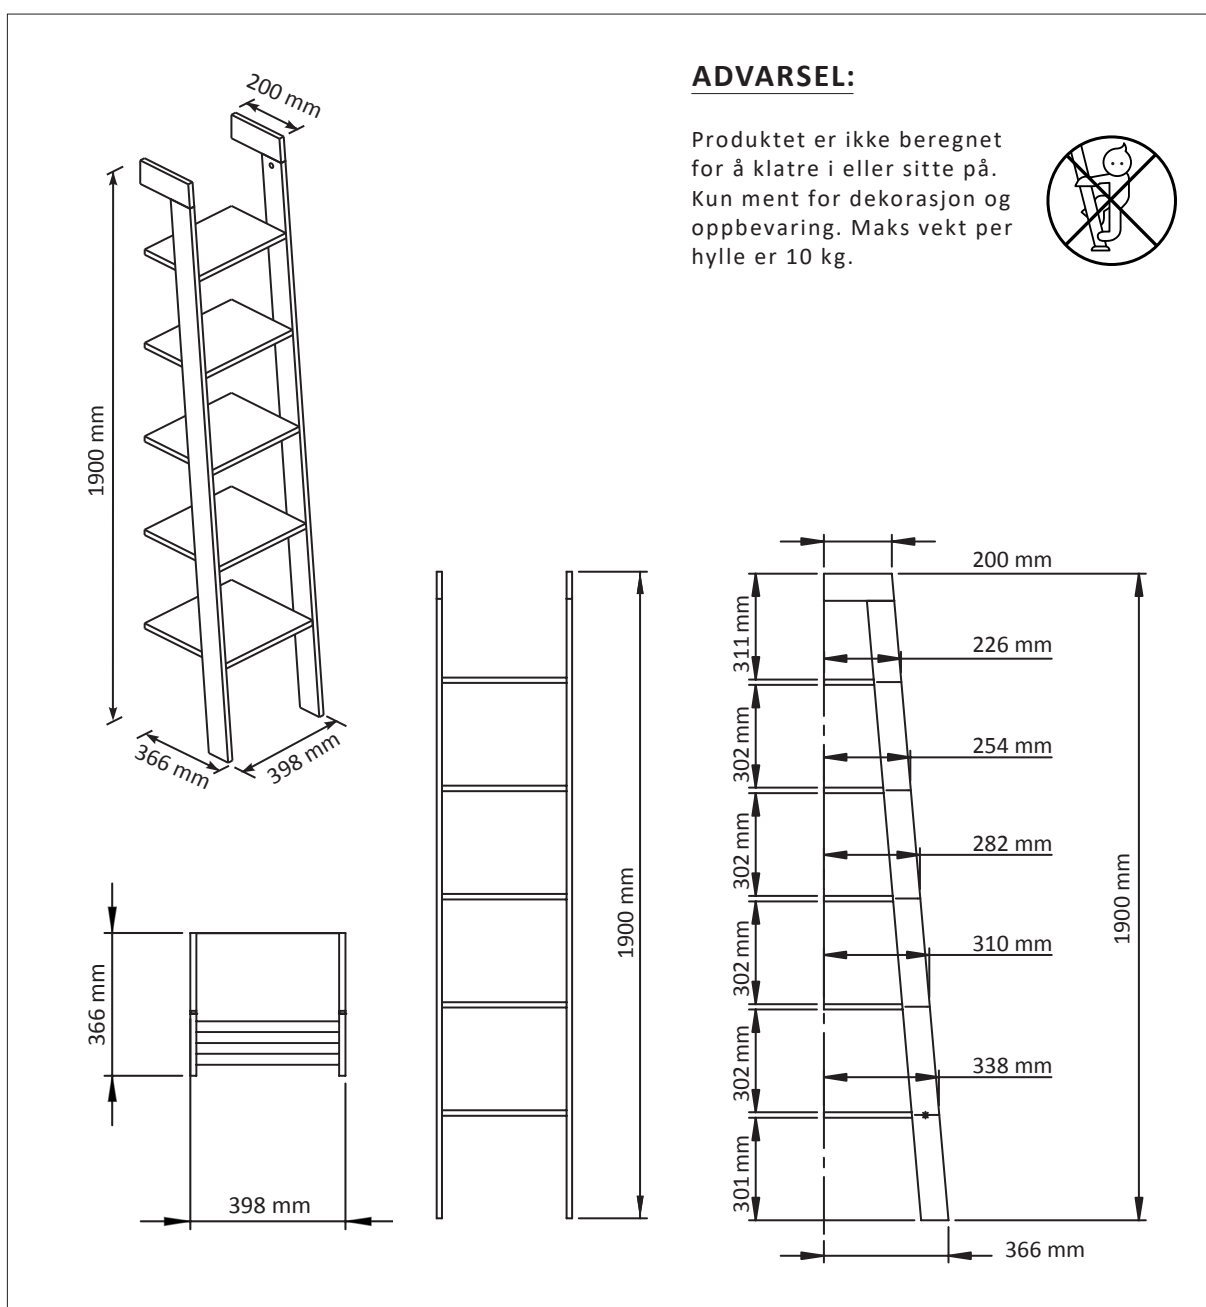 200 mm
1900 mm
366 mm
398 mm
ADVARSEL:
Produktet er ikke beregnet
for å klatre i eller sitte på.
Kun ment for dekorasjon og
oppbevaring. Maks vekt per
hylle er 10 kg.
366 mm
398 mm
1900 mm
200 mm
311 mm
226 mm
302 mm
254 mm
302 mm
282 mm
302 mm
310 mm
302 mm
338 mm
301 mm
366 mm
1900 mm